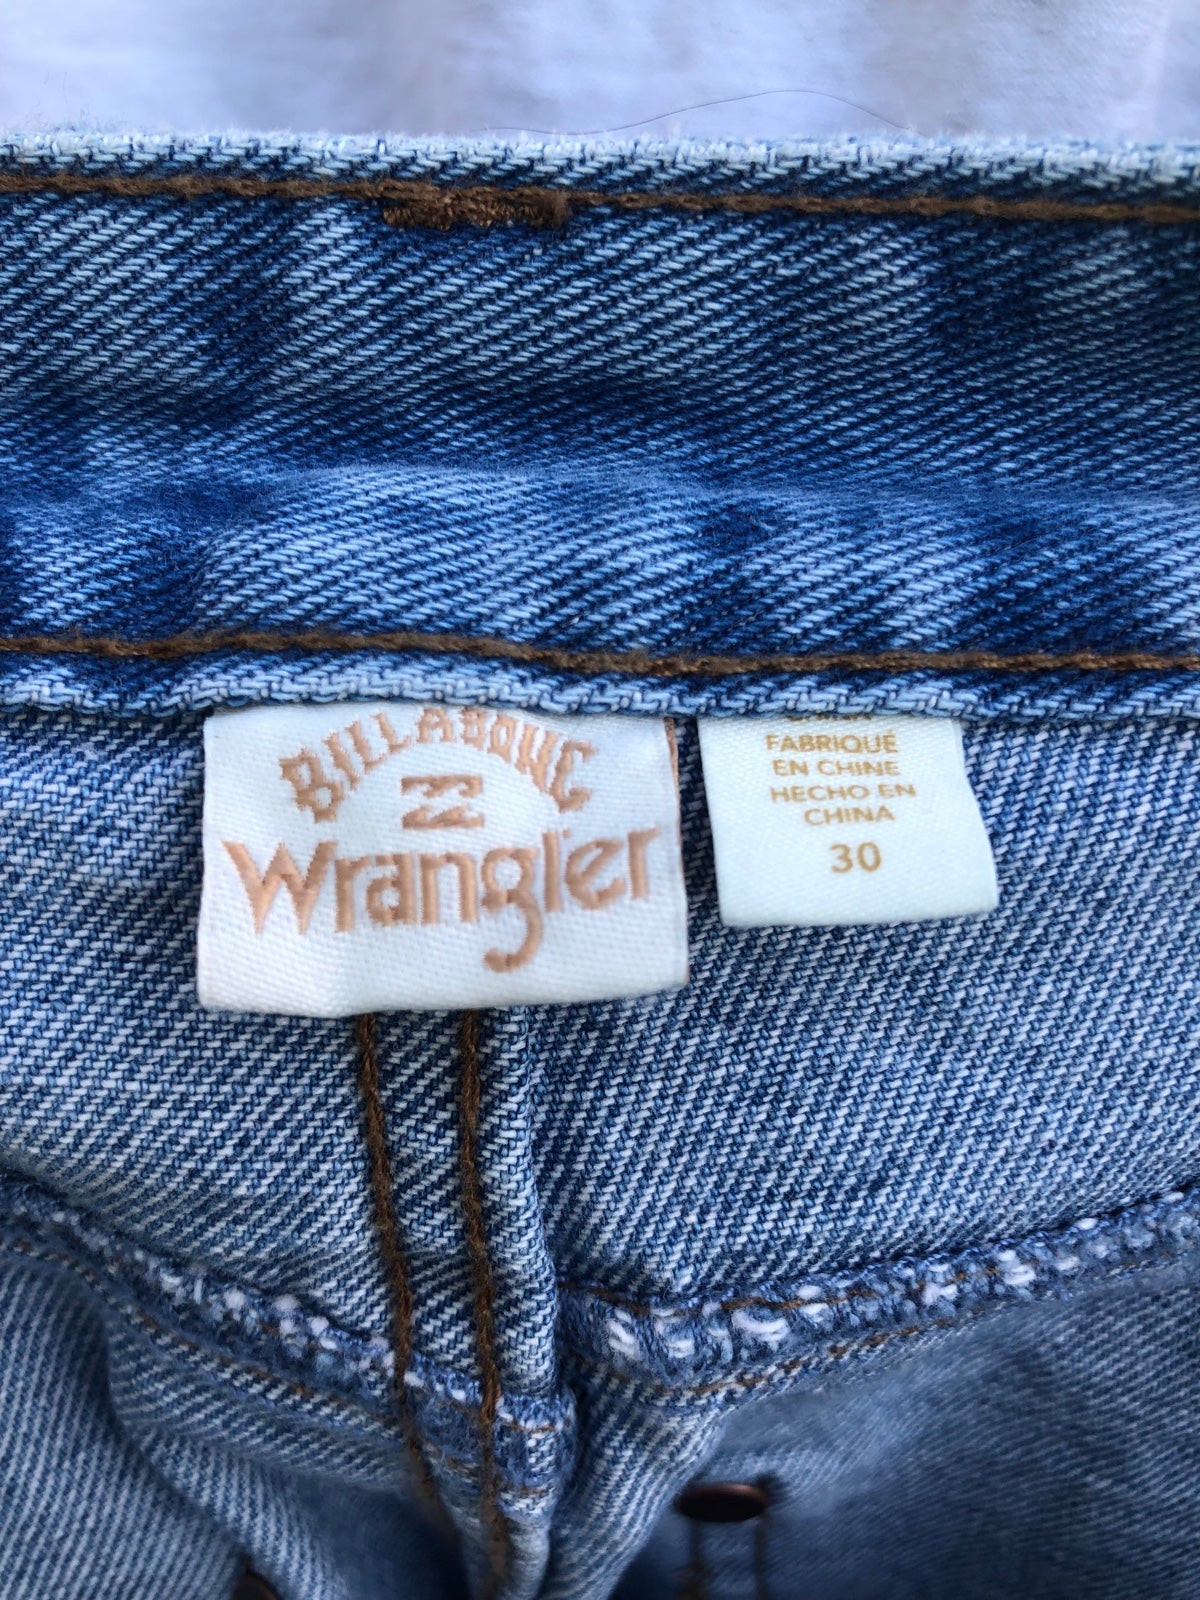 BILLABONG
Wrangler
FABRIQUÉ
EN CHINE
HECHO EN
CHINA
30